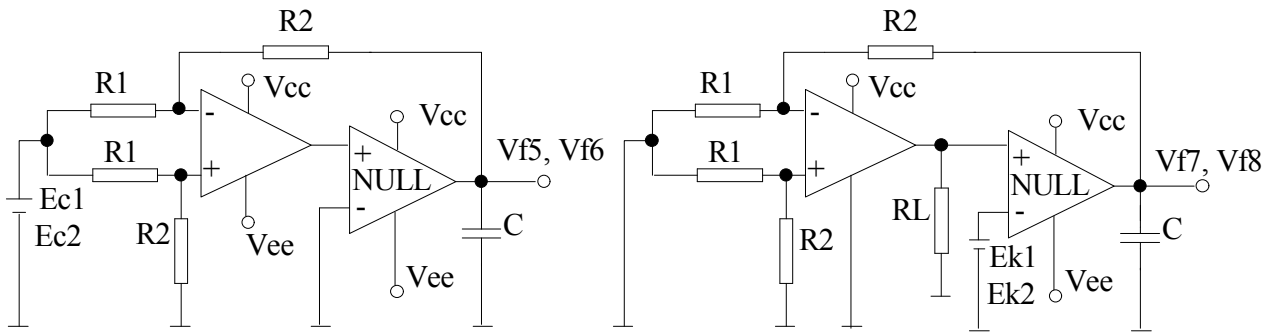 R2
R1
Vcc
Vcc
-
+
R1
+
NULL
-
Vf5, Vf6
Ec1
Ec2
R2
Vee
Vee
C
R2
R1
Vcc
Vcc
-
+
R1
+
NULL
-
Vf7, Vf8
RL
R2
Ek1
Ek2
Vee
C